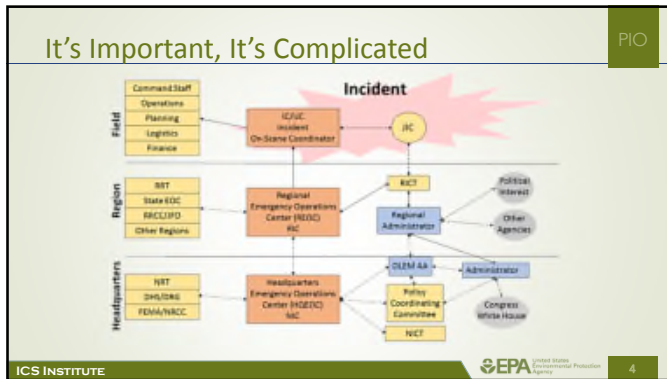 It's Important, It's Complicated
PIO
Incident
Field
Command Staff
Operations
Planning
Logistics
Finance
IC/UC
Incident
On-Scene Coordinator
JIC
Region
RRT
State EOC
RRCC/JFO
Other Regions
Regional
Emergency Operations
Center (REOC)
RIC
RICT
Regional
Administrator
Political
Interest
Other
Agencies
Headquarters
NRT
DHS/DRG
FEMA/NRCC
Headquarters
Emergency Operations
Center (HQEOC)
NIC
OLEM AA
Administrator
Policy
Coordinating
Committee
Congress
White House
NICT
ICS INSTITUTE
EPA
United States
Environmental Protection
Agency
4